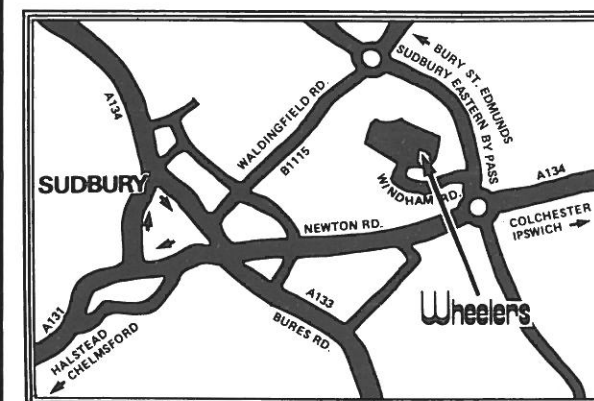 BURY ST. EDMUNDS
SUDBURY EASTERN BY PASS
A134
WALDINGFIELD RD.
B1115
SUDBURY
WINDHAM RD.
A134
NEWTON RD.
COLCHESTER
IPSWICH
A133
BURES RD.
Wheelers
A131
HALSTEAD
CHELMSFORD